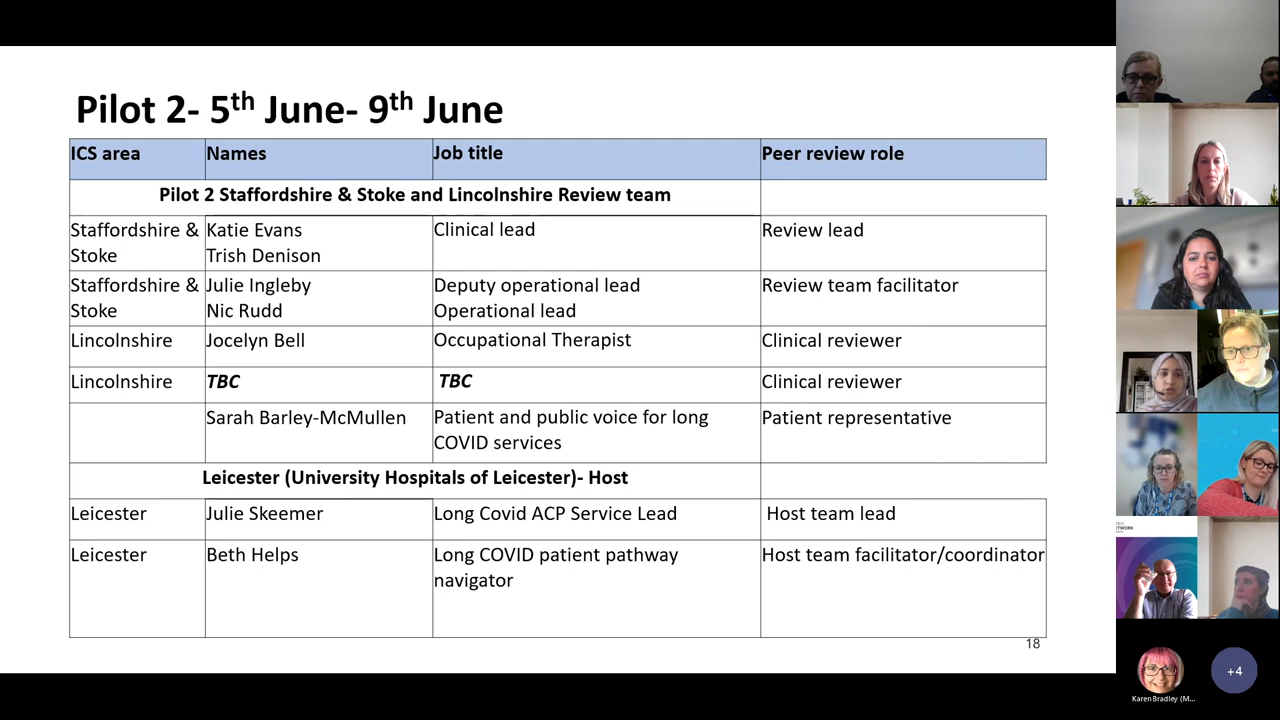 Pilot 2- 5th June- 9th June
ICS area Names Job title Peer review role
Pilot 2 Staffordshire & Stoke and Lincolnshire Review team
Staffordshire & Katie Evans Clinical lead Review lead
Stoke Trish Denison
Staffordshire & Julie Ingleby Deputy operational lead Review team facilitator
Stoke Nic Rudd Operational lead
Lincolnshire Jocelyn Bell Occupational Therapist Clinical reviewer
Lincolnshire TBC TBC Clinical reviewer
Sarah Barley-McMullen Patient and public voice for long Patient representative
COVID services
Leicester (University Hospitals of Leicester)- Host
Leicester Julie Skeemer Long Covid ACP Service Lead Host team lead
Leicester Beth Helps Long COVID patient pathway Host team facilitator/coordinator
navigator
18
+4
Karen Bradley (M...